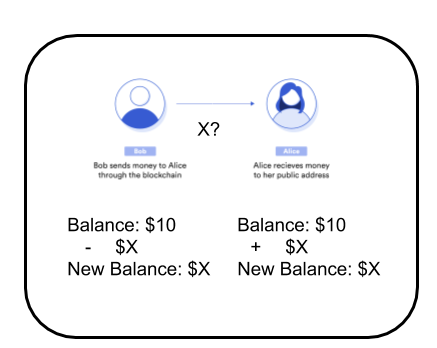 X?
Bob
Alice
Bob sends money to Alice
through the blockchain
Alice recieves money
to her public address
Balance: $10
- $X
New Balance: $X
Balance: $10
+ $X
New Balance: $X